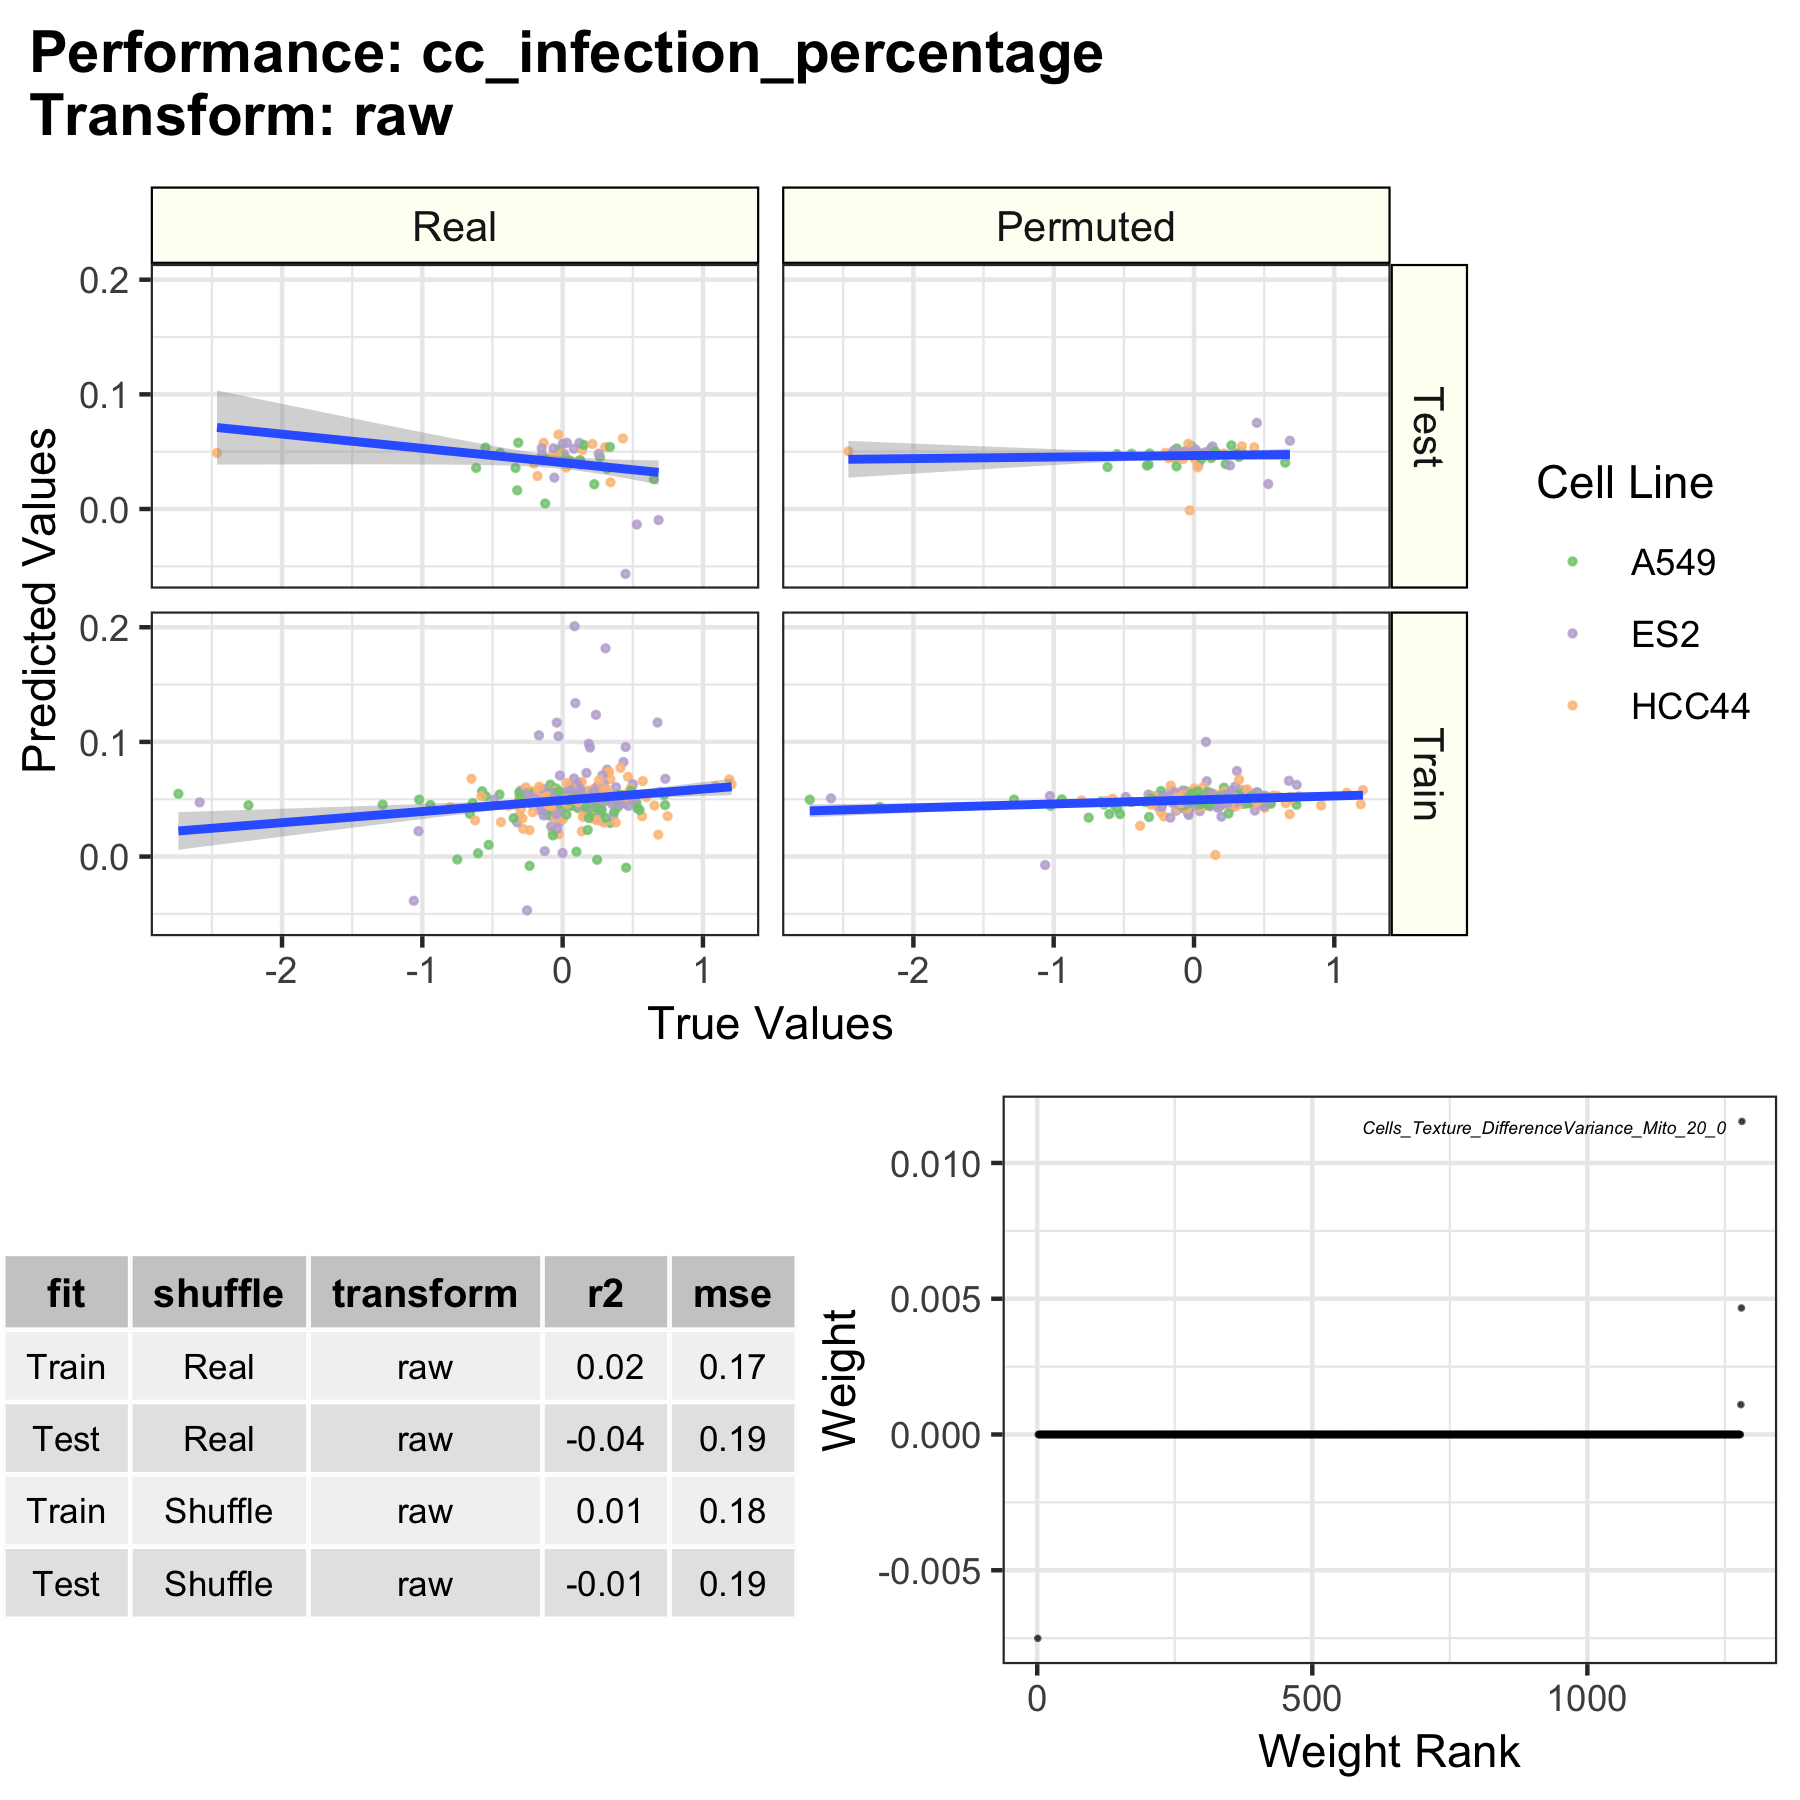 Performance: cc_infection_percentage
Transform: raw
Real
Permuted
0.2
0.1
0.0
Test
0.2
0.1
0.0
Train
-2
-1
0
1
-2
-1
0
1
True Values
Predicted Values
Cell Line
A549
ES2
HCC44
fit shuffle transform r2 mse
Train Real raw 0.02 0.17
Test Real raw -0.04 0.19
Train Shuffle raw 0.01 0.18
Test Shuffle raw -0.01 0.19
Cells_Texture_DifferenceVariance_Mito_20_0
0.010
0.005
0.000
-0.005
Weight
0
500
1000
Weight Rank